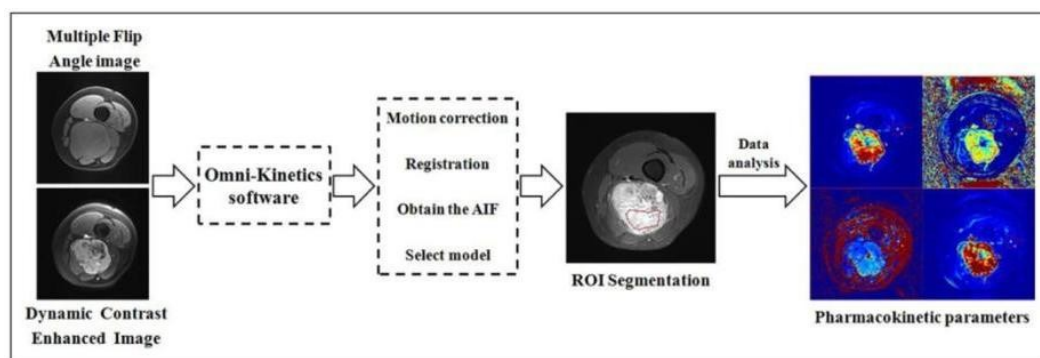 Multiple Flip
Angle image
Dynamic Contrast
Enhanced Image
Omni-Kinetics
software
Motion correction
Registration
Obtain the AIF
Select model
ROI Segmentation
Data
analysis
Pharmacokinetic parameters